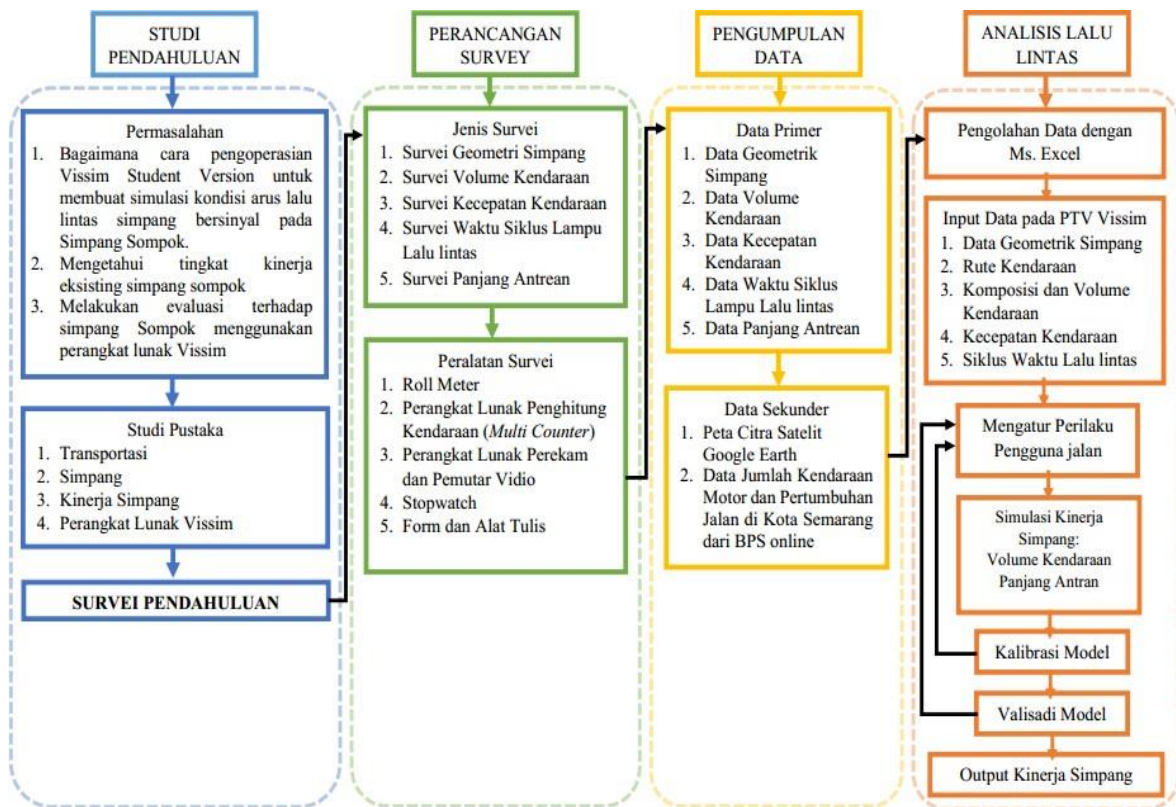 STUDI
PENDAHULUAN
Permasalahan
1. Bagaimana cara pengoperasian
Vissim Student Version untuk
membuat simulasi kondisi arus lalu
lintas simpang bersinyal pada
Simpang Sompok.
2. Mengetahui tingkat kinerja
eksisting simpang sompok
3. Melakukan evaluasi terhadap
simpang Sompok menggunakan
perangkat lunak Vissim
Studi Pustaka
1. Transportasi
2. Simpang
3. Kinerja Simpang
4. Perangkat Lunak Vissim
SURVEI PENDAHULUAN
PERANCANGAN
SURVEY
Jenis Survei
1. Survei Geometri Simpang
2. Survei Volume Kendaraan
3. Survei Kecepatan Kendaraan
4. Survei Waktu Siklus Lampu
Lalu lintas
5. Survei Panjang Antrean
Peralatan Survei
1. Roll Meter
2. Perangkat Lunak Penghitung
Kendaraan (Multi Counter)
3. Perangkat Lunak Perekam
dan Pemutar Vidio
4. Stopwatch
5. Form dan Alat Tulis
PENGUMPULAN
DATA
Data Primer
1. Data Geometrik
Simpang
2. Data Volume
Kendaraan
3. Data Kecepatan
Kendaraan
4. Data Waktu Siklus
Lampu Lalu lintas
5. Data Panjang Antrean
Data Sekunder
1. Peta Citra Satelit
Google Earth
2. Data Jumlah Kendaraan
Motor dan Pertumbuhan
Jalan di Kota Semarang
dari BPS online
ANALISIS LALU
LINTAS
Pengolahan Data dengan
Ms. Excel
Input Data pada PTV Vissim
1. Data Geometrik Simpang
2. Rute Kendaraan
3. Komposisi dan Volume
Kendaraan
4. Kecepatan Kendaraan
5. Siklus Waktu Lalu lintas
Mengatur Perilaku
Pengguna jalan
Simulasi Kinerja
Simpang:
Volume Kendaraan
Panjang Antran
Kalibrasi Model
Valisadi Model
Output Kinerja Simpang